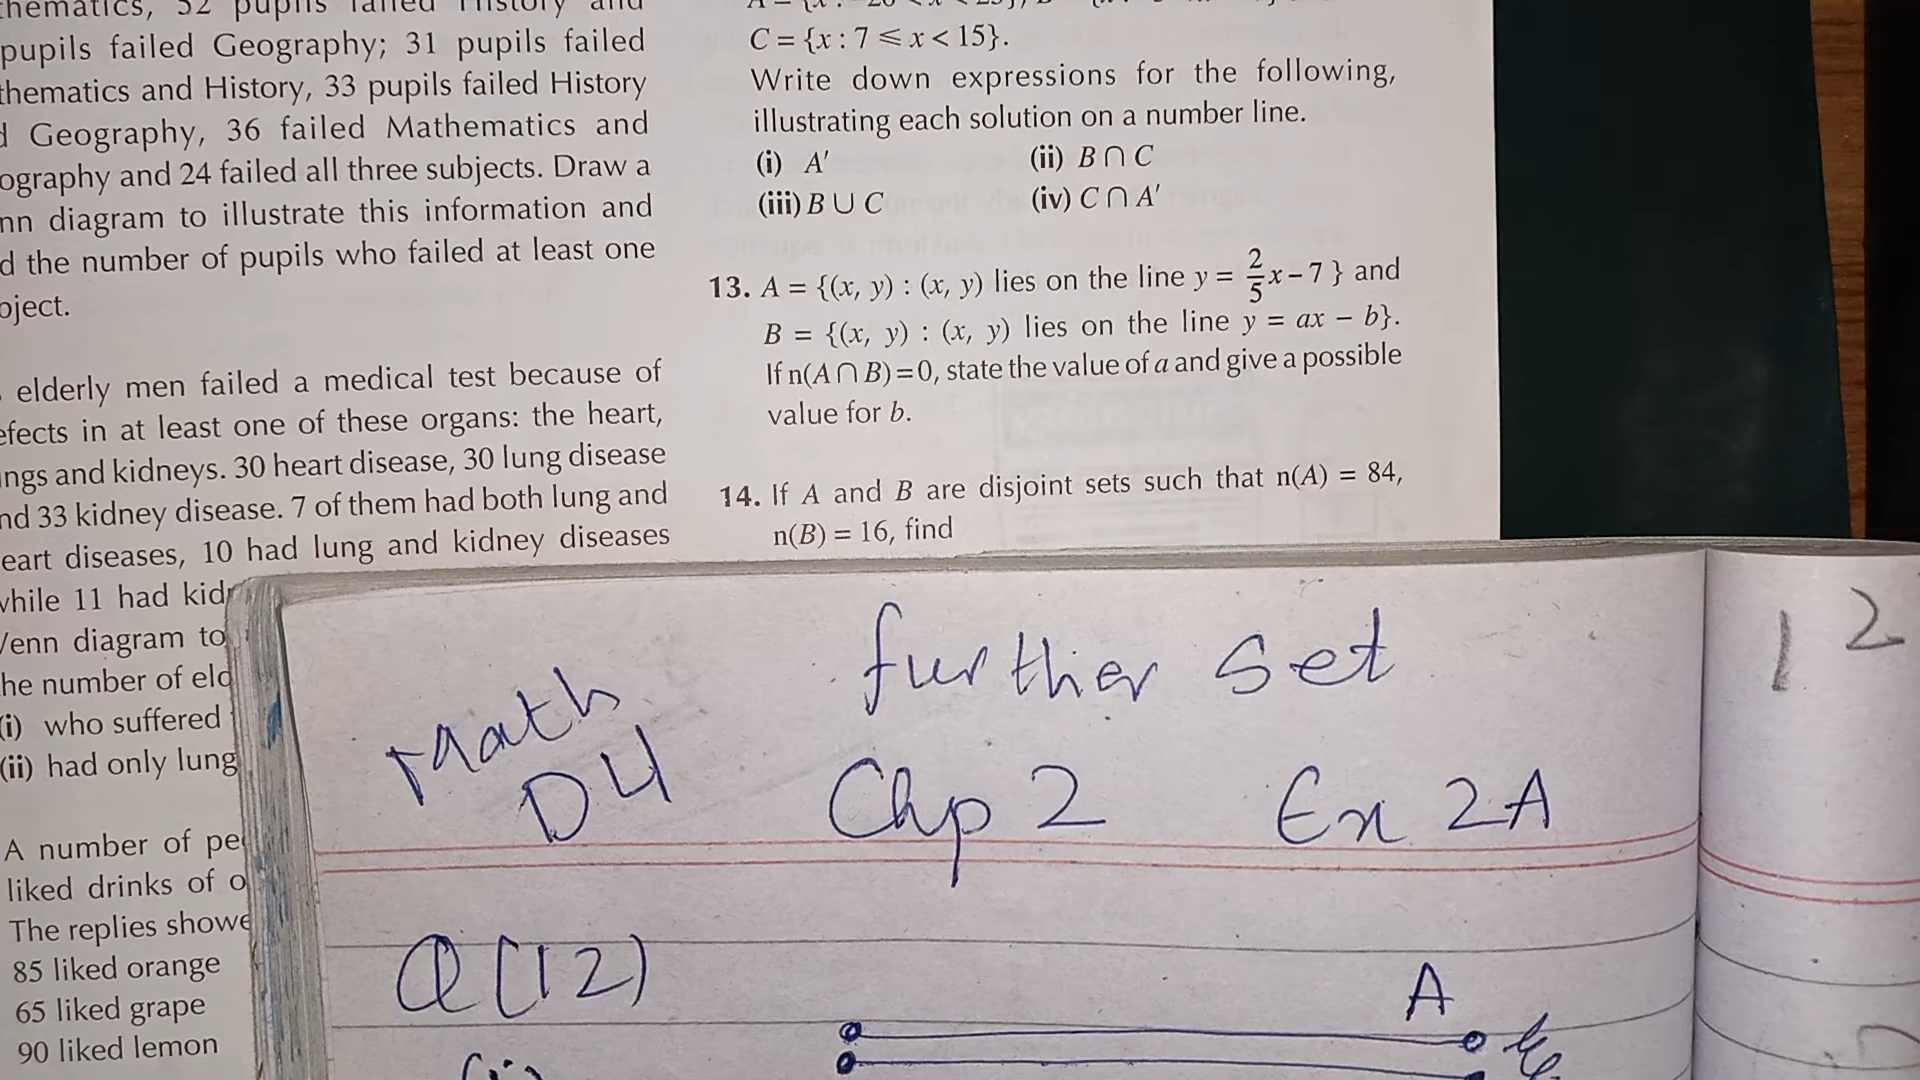 pupils failed Geography; 31 pupils failed
thematics and History, 33 pupils failed History
Geography, 36 failed Mathematics and
ography and 24 failed all three subjects. Draw a
nn diagram to illustrate this information and
d the number of pupils who failed at least one
bject.
elderly men failed a medical test because of
efects in at least one of these organs: the heart,
ngs and kidneys. 30 heart disease, 30 lung disease
nd 33 kidney disease. 7 of them had both lung and
eart diseases, 10 had lung and kidney diseases
while 11 had kid
Venn diagram to
he number of eld
(i) who suffered
(ii) had only lung
A number of pe
liked drinks of o
The replies showe
85 liked orange
65 liked grape
90 liked lemon
C = {x : 7 ⩽ x < 15}.
Write down expressions for the following,
illustrating each solution on a number line.
(i) A′ (ii) B ∩ C
(iii) B ∪ C (iv) C ∩ A′
13. A = {(x, y) : (x, y) lies on the line y = 2/5 x – 7 } and
B = {(x, y) : (x, y) lies on the line y = ax – b}.
If n(A ∩ B) = 0, state the value of a and give a possible
value for b.
14. If A and B are disjoint sets such that n(A) = 84,
n(B) = 16, find
Math further set
D4 Chp 2 Ex 2A
12
Q(12)
A